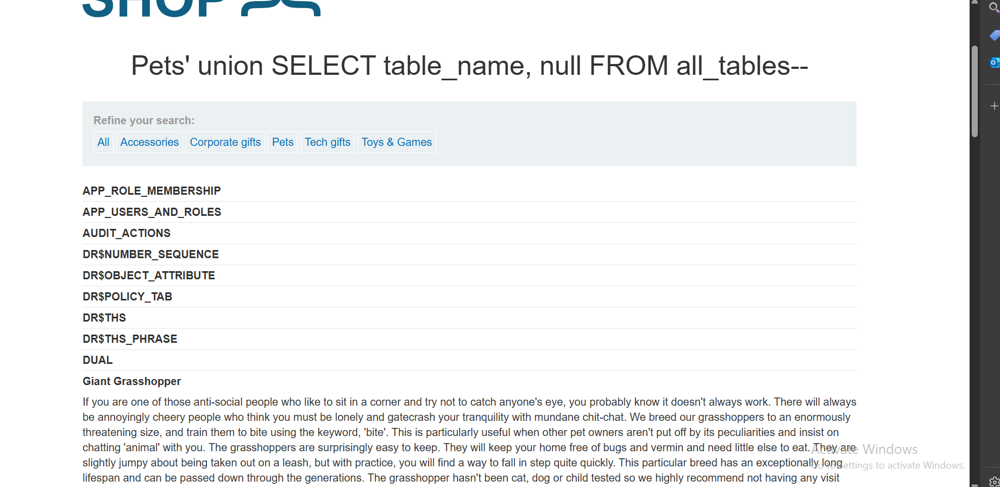 SHOP
Pets' union SELECT table_name, null FROM all_tables--
Refine your search:
All Accessories Corporate gifts Pets Tech gifts Toys & Games
APP_ROLE_MEMBERSHIP
APP_USERS_AND_ROLES
AUDIT_ACTIONS
DR$NUMBER_SEQUENCE
DR$OBJECT_ATTRIBUTE
DR$POLICY_TAB
DR$THS
DR$THS_PHRASE
DUAL
Giant Grasshopper
If you are one of those anti-social people who like to sit in a corner and try not to catch anyone's eye, you probably know it doesn't always work. There will always
be annoyingly cheery people who think you must be lonely and gatecrash your tranquility with mundane chit-chat. We breed our grasshoppers to an enormously
threatening size, and train them to bite using the keyword, 'bite'. This is particularly useful when other pet owners aren't put off by its peculiarities and insist on
chatting 'animal' with you. The grasshoppers are surprisingly easy to keep. They will keep your home free of bugs and vermin and need little else to eat. They are
slightly jumpy about being taken out on a leash, but with practice, you will find a way to fall in step quite quickly. This particular breed has an exceptionally long
lifespan and can be passed down through the generations. The grasshopper hasn't been cat, dog or child tested so we highly recommend not having any visit
Activate Windows
Go to Settings to activate Windows.